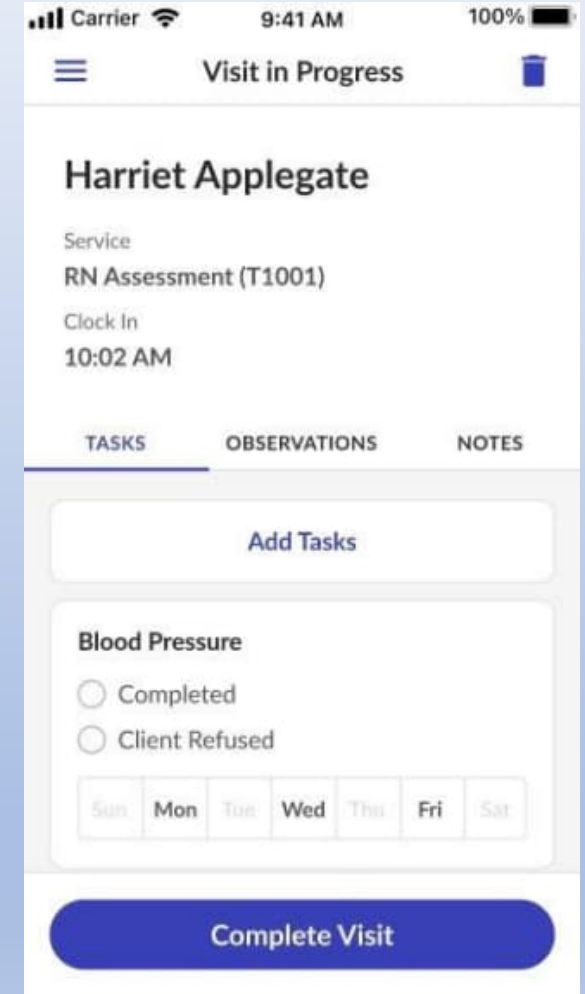 Carrier 9:41 AM 100%
Visit in Progress
Harriet Applegate
Service
RN Assessment (T1001)
Clock In
10:02 AM
TASKS OBSERVATIONS NOTES
Add Tasks
Blood Pressure
Completed
Client Refused
Sun Mon Tue Wed Thu Fri Sat
Complete Visit